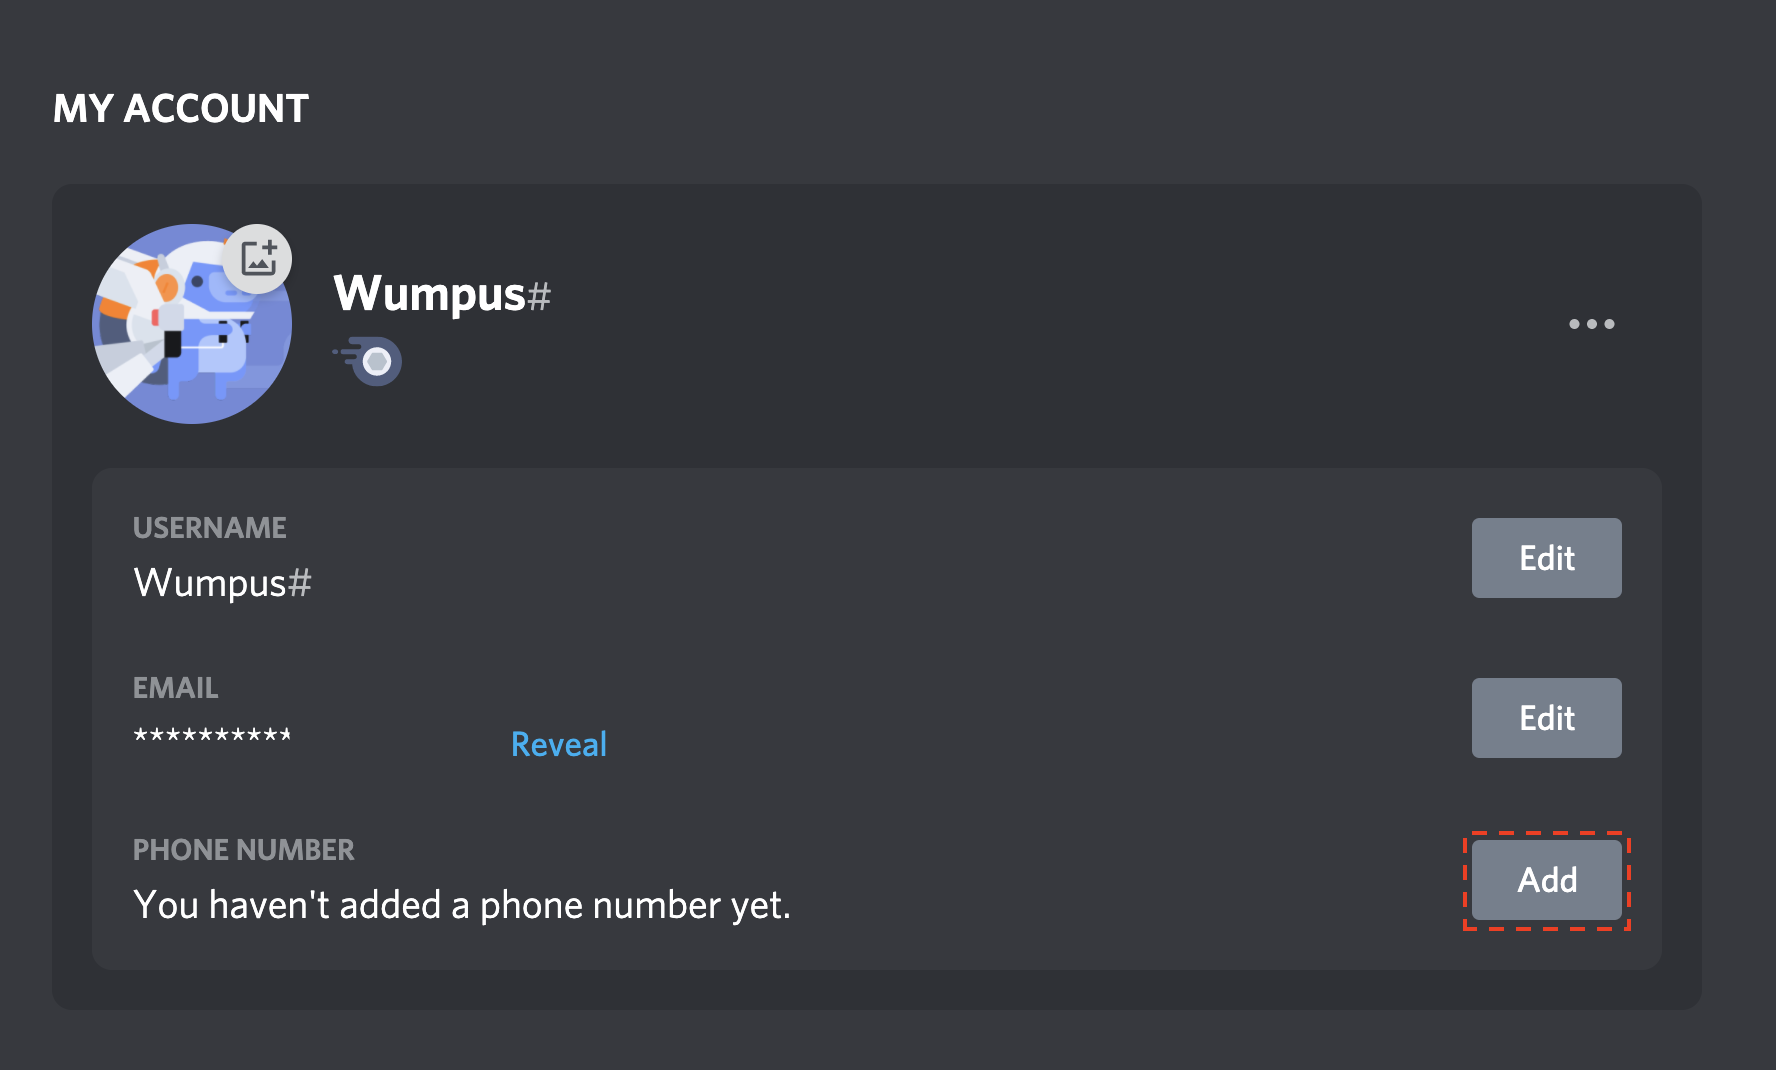 MY ACCOUNT
Wumpus#
USERNAME
Wumpus#
Edit
EMAIL
**********
Reveal
Edit
PHONE NUMBER
You haven't added a phone number yet.
Add